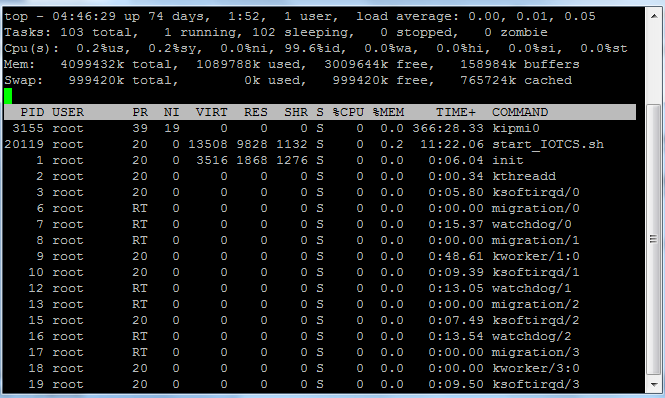 top - 04:46:29 up 74 days,  1:52,  1 user,  load average: 0.00, 0.01, 0.05
Tasks: 103 total,   1 running, 102 sleeping,   0 stopped,   0 zombie
Cpu(s):  0.2%us,  0.2%sy,  0.0%ni, 99.6%id,  0.0%wa,  0.0%hi,  0.0%si,  0.0%st
Mem:   4099432k total,  1089788k used,  3009644k free,   158984k buffers
Swap:   999420k total,        0k used,   999420k free,   765724k cached
  PID USER      PR  NI  VIRT  RES  SHR S %CPU %MEM    TIME+  COMMAND
 3155 root      39  19     0    0    0 S    0  0.0 366:28.33 kipmi0
20119 root      20   0 13508 9828 1132 S    0  0.2  11:22.06 start_IOTCS.sh
    1 root      20   0  3516 1868 1276 S    0  0.0   0:06.04 init
    2 root      20   0     0    0    0 S    0  0.0   0:00.34 kthreadd
    3 root      20   0     0    0    0 S    0  0.0   0:05.80 ksoftirqd/0
    6 root      RT   0     0    0    0 S    0  0.0   0:00.00 migration/0
    7 root      RT   0     0    0    0 S    0  0.0   0:15.37 watchdog/0
    8 root      RT   0     0    0    0 S    0  0.0   0:00.00 migration/1
    9 root      20   0     0    0    0 S    0  0.0   0:48.61 kworker/1:0
   10 root      20   0     0    0    0 S    0  0.0   0:09.39 ksoftirqd/1
   12 root      RT   0     0    0    0 S    0  0.0   0:13.05 watchdog/1
   13 root      RT   0     0    0    0 S    0  0.0   0:00.00 migration/2
   15 root      20   0     0    0    0 S    0  0.0   0:07.49 ksoftirqd/2
   16 root      RT   0     0    0    0 S    0  0.0   0:13.54 watchdog/2
   17 root      RT   0     0    0    0 S    0  0.0   0:00.00 migration/3
   18 root      20   0     0    0    0 S    0  0.0   0:00.00 kworker/3:0
   19 root      20   0     0    0    0 S    0  0.0   0:09.50 ksoftirqd/3